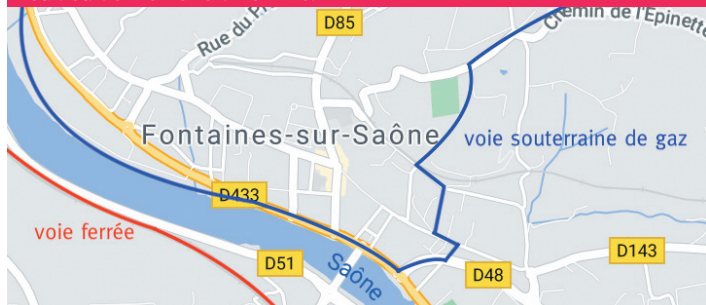 D85
Rue du P
Chemin de l'Epinette
Fontaines-sur-Saône
voie souterraine de gaz
D433
voie ferrée
D51
Saône
D48
D143